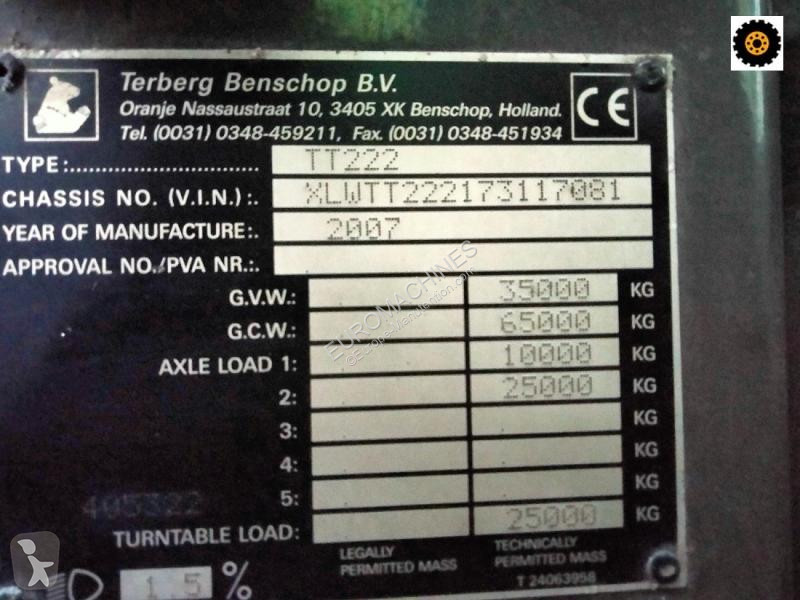 Terberg Benschop B.V.
Oranje Nassaustraat 10, 3405 XK Benschop, Holland.
Tel. (0031) 0348-459211, Fax. (0031) 0348-451934
CE
TYPE:............................... TT222
CHASSIS NO. (V.I.N.) :. XLWTT222173117081
YEAR OF MANUFACTURE:. 2007
APPROVAL NO./PVA NR.:.
G.V.W.: 35000 KG
G.C.W.: 65000 KG
AXLE LOAD 1: 10000 KG
2: 25000 KG
3: KG
4: KG
405322 5: KG
TURNTABLE LOAD: 25000 KG
LEGALLY PERMITTED MASS
TECHNICALLY PERMITTED MASS
T 24063958
1.5 %
EUROMACHINES